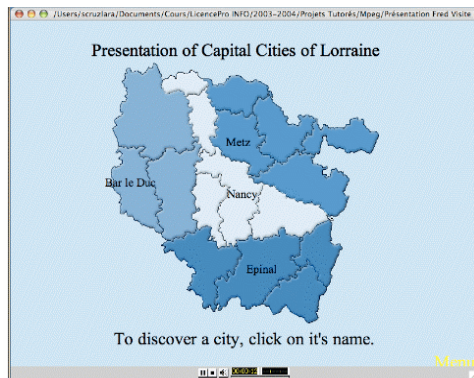 /Users/scruzlara/Documents/Cours/LicencePro INFO/2003-2004/Projets Tutorés/Mpeg/Présentation Fred Visite
Presentation of Capital Cities of Lorraine
Metz
Bar le Duc
Nancy
Epinal
To discover a city, click on it's name.
Menu